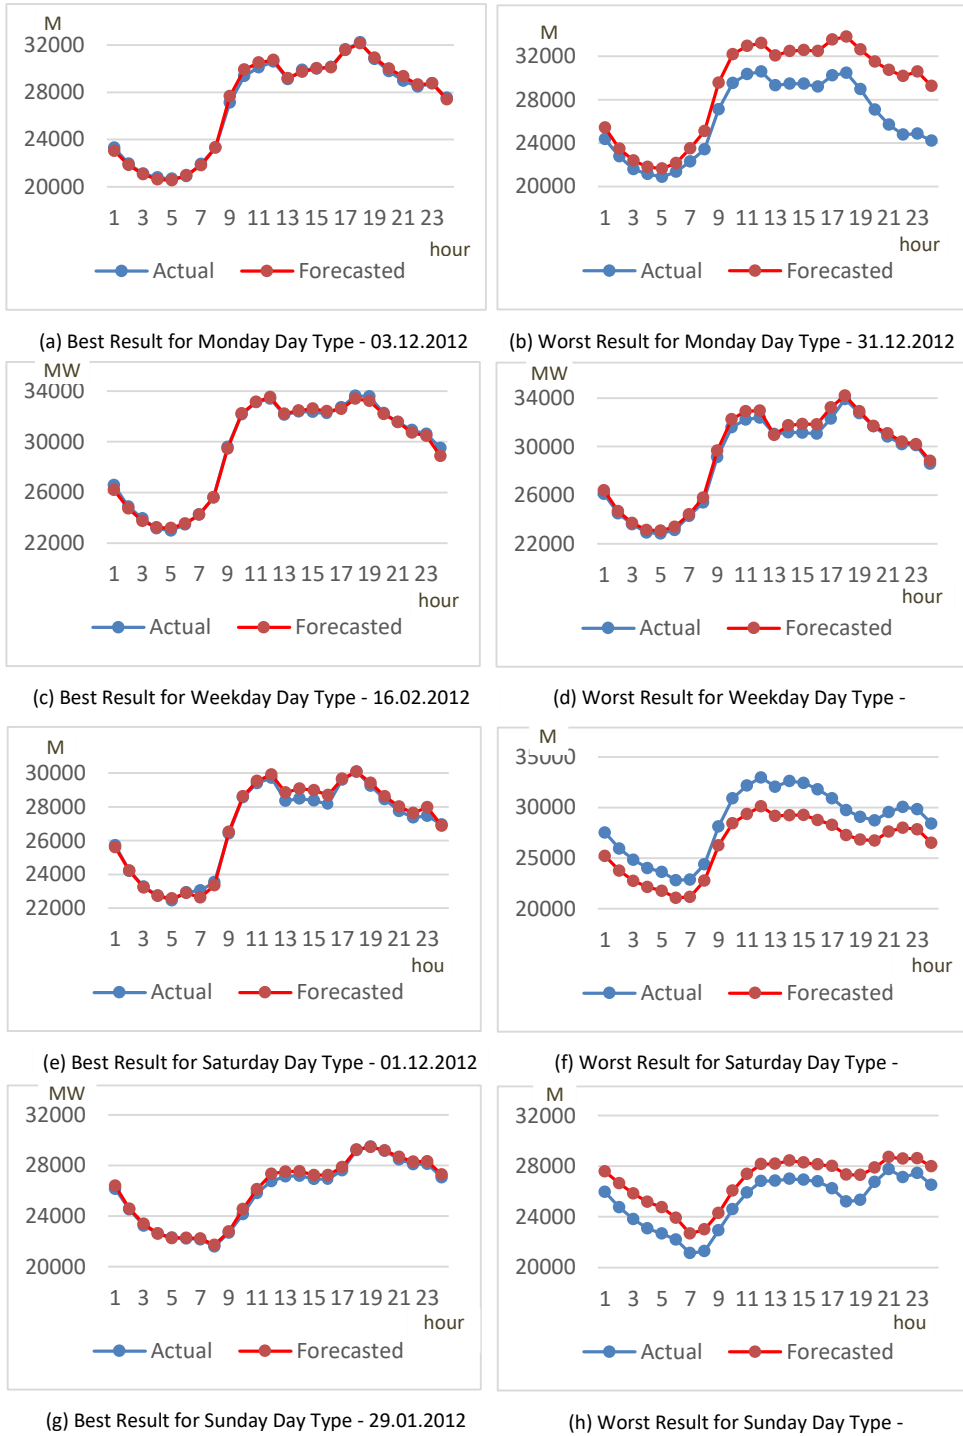 M
32000
28000
24000
20000
1 3 5 7 9 11 13 15 17 19 21 23
hour
Actual Forecasted
(a) Best Result for Monday Day Type - 03.12.2012
M
32000
28000
24000
20000
1 3 5 7 9 11 13 15 17 19 21 23
hour
Actual Forecasted
(b) Worst Result for Monday Day Type - 31.12.2012
MW
34000
30000
26000
22000
1 3 5 7 9 11 13 15 17 19 21 23
hour
Actual Forecasted
(c) Best Result for Weekday Day Type - 16.02.2012
MW
34000
30000
26000
22000
1 3 5 7 9 11 13 15 17 19 21 23
hour
Actual Forecasted
(d) Worst Result for Weekday Day Type -
M
30000
28000
26000
24000
22000
1 3 5 7 9 11 13 15 17 19 21 23
hou
Actual Forecasted
(e) Best Result for Saturday Day Type - 01.12.2012
M
35000
30000
25000
20000
1 3 5 7 9 11 13 15 17 19 21 23
hour
Actual Forecasted
(f) Worst Result for Saturday Day Type -
MW
32000
28000
24000
20000
1 3 5 7 9 11 13 15 17 19 21 23
hour
Actual Forecasted
(g) Best Result for Sunday Day Type - 29.01.2012
M
32000
28000
24000
20000
1 3 5 7 9 11 13 15 17 19 21 23
hou
Actual Forecasted
(h) Worst Result for Sunday Day Type -